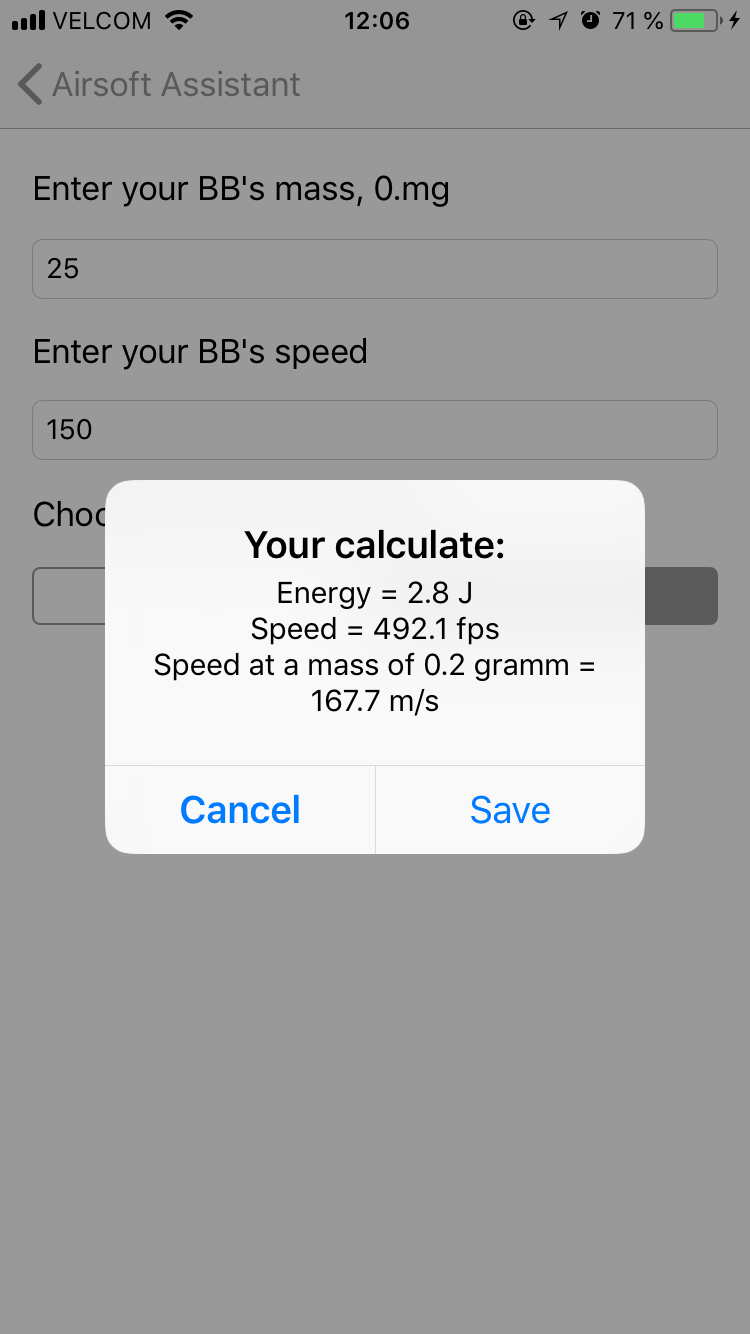 VELCOM 12:06 71 %
Airsoft Assistant
Enter your BB's mass, 0.mg
25
Enter your BB's speed
150
Your calculate:
Energy = 2.8 J
Speed = 492.1 fps
Speed at a mass of 0.2 gramm =
167.7 m/s
Cancel Save